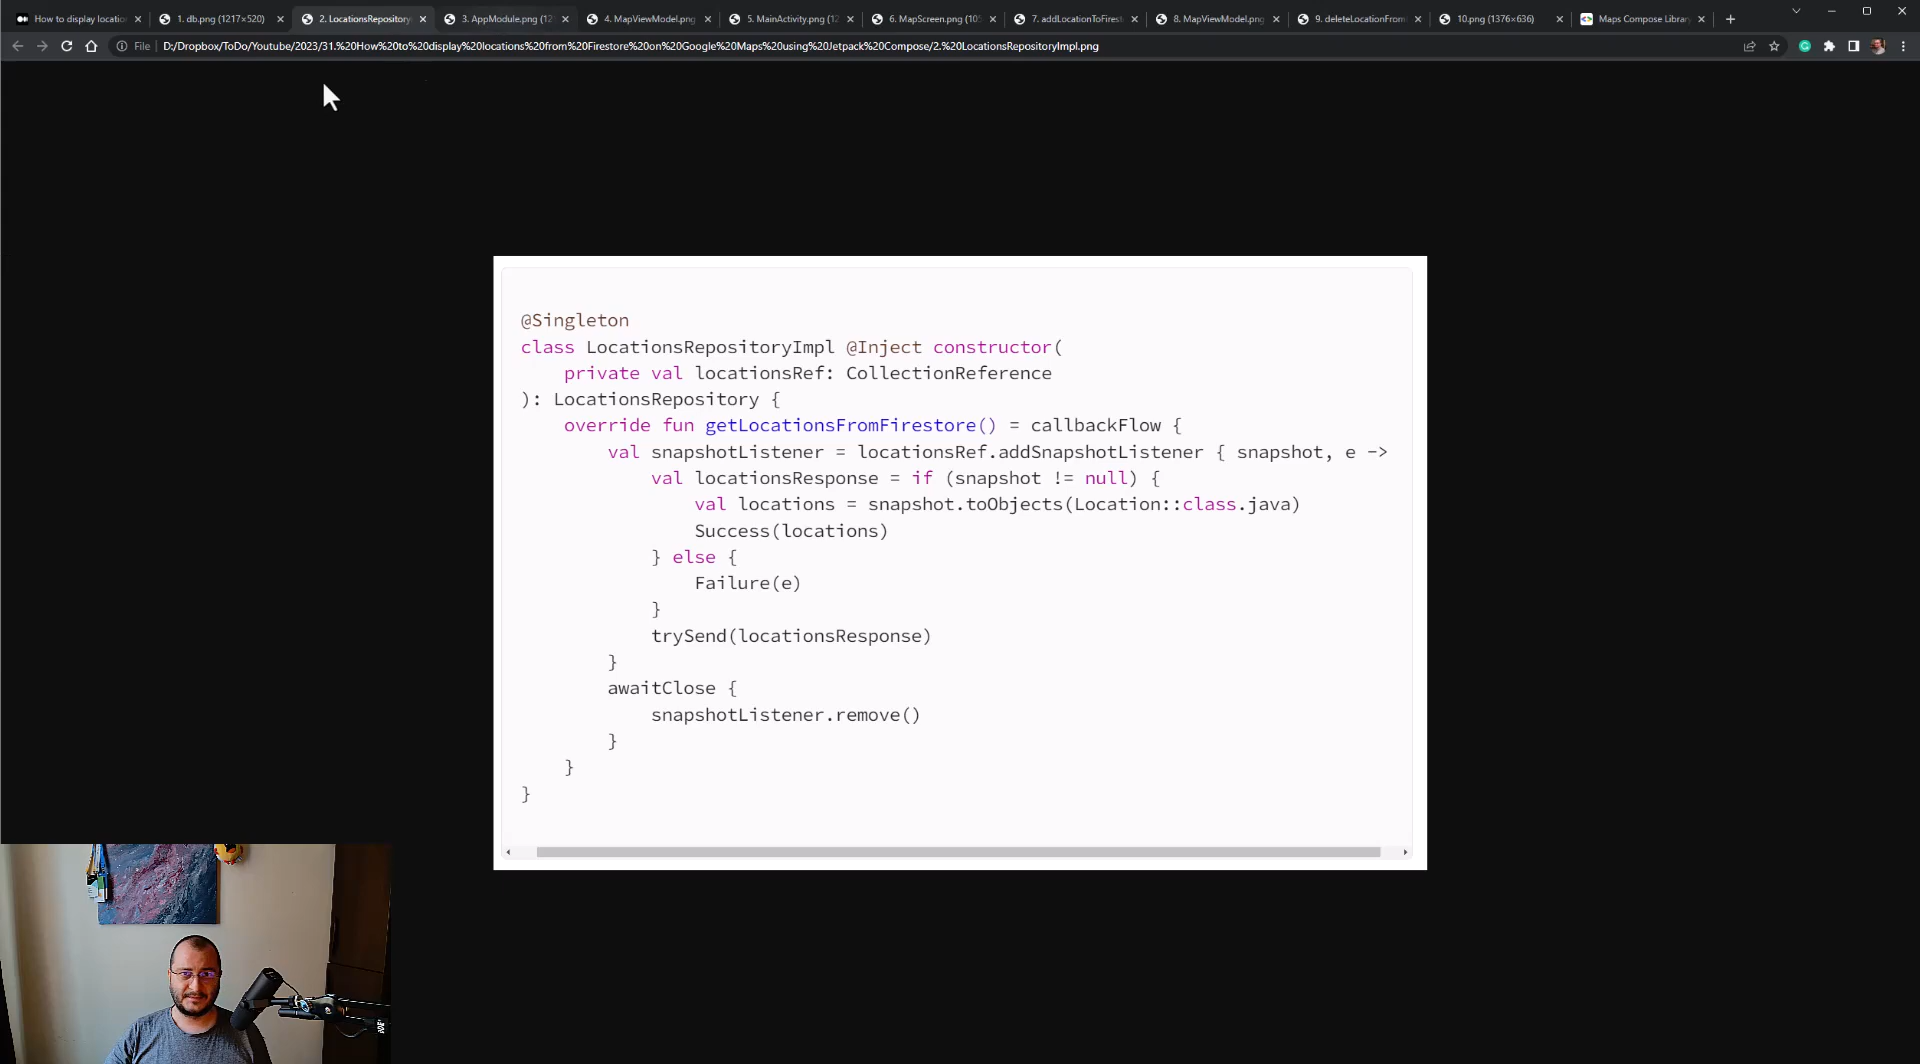 How to display locatio
1. db.png (1217×520)
2. LocationsRepository
3. AppModule.png (12
4. MapViewModel.png
5. MainActivity.png (12
6. MapScreen.png (10
7. addLocationToFirest
8. MapViewModel.png
9. deleteLocationFrom
10.png (1376×636)
Maps Compose Library
File D:/Dropbox/ToDo/Youtube/2023/31.%20How%20to%20display%20locations%20from%20Firestore%20on%20Google%20Maps%20using%20Jetpack%20Compose/2.%20LocationsRepositoryImpl.png
@Singleton
class LocationsRepositoryImpl @Inject constructor(
private val locationsRef: CollectionReference
): LocationsRepository {
override fun getLocationsFromFirestore() = callbackFlow {
val snapshotListener = locationsRef.addSnapshotListener { snapshot, e ->
val locationsResponse = if (snapshot != null) {
val locations = snapshot.toObjects(Location::class.java)
Success(locations)
} else {
Failure(e)
}
trySend(locationsResponse)
}
awaitClose {
snapshotListener.remove()
}
}
}